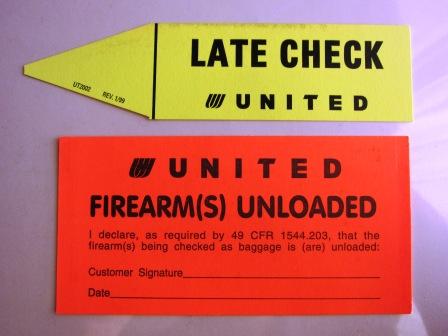 LATE CHECK
UNITED
UT2002 REV. 1/99
UNITED
FIREARM(S) UNLOADED
I declare, as required by 49 CFR 1544.203, that the
firearm(s) being checked as baggage is (are) unloaded:
Customer Signature
Date